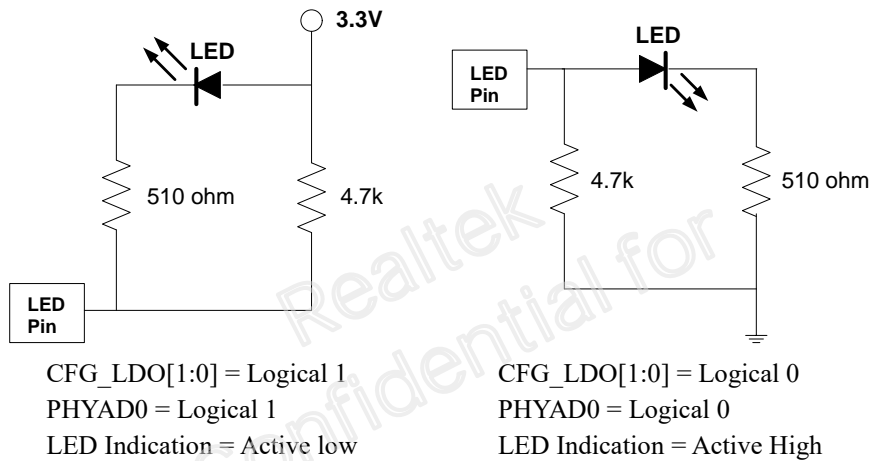 3.3V
LED
510 ohm
4.7k
LED
Pin
CFG_LDO[1:0] = Logical 1
PHYAD0 = Logical 1
LED Indication = Active low
LED
LED
Pin
4.7k
510 ohm
CFG_LDO[1:0] = Logical 0
PHYAD0 = Logical 0
LED Indication = Active High
Realtek
Confidential for